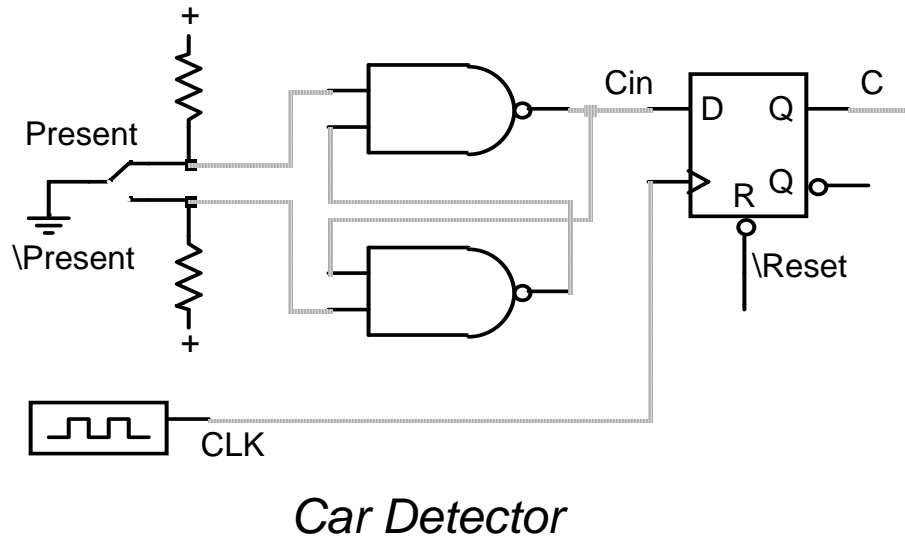 +
Present
\Present
+
Cin
C
D
Q
Q
R
\Reset
CLK
Car Detector